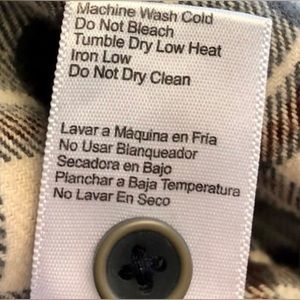 Machine Wash Cold
Do Not Bleach
Tumble Dry Low Heat
Iron Low
Do Not Dry Clean
Lavar a Máquina en Fría
No Usar Blanqueador
Secadora en Bajo
Planchar a Baja Temperatura
No Lavar En Seco